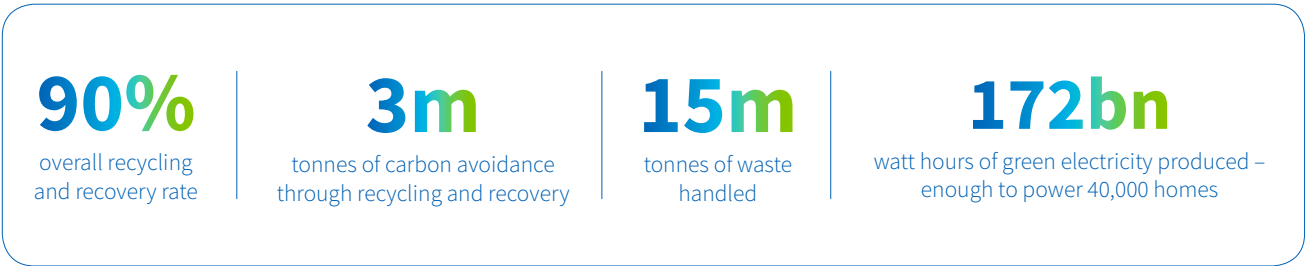 90%
overall recycling
and recovery rate
3m
tonnes of carbon avoidance
through recycling and recovery
15m
tonnes of waste
handled
172bn
watt hours of green electricity produced –
enough to power 40,000 homes